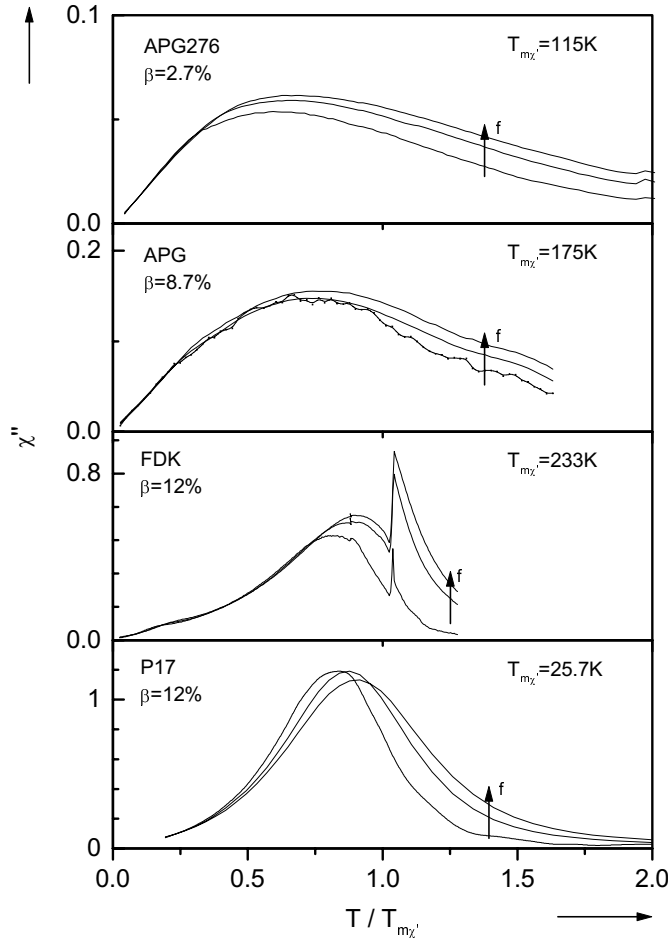 0.1
APG276
T_mχ'=115K
β=2.7%
f
0.0
0.2
APG
T_mχ'=175K
β=8.7%
f
0.0
χ"
0.8
FDK
T_mχ'=233K
β=12%
f
0.0
P17
T_mχ'=25.7K
1
β=12%
f
0
0.0 0.5 1.0 1.5 2.0
T / T_mχ'